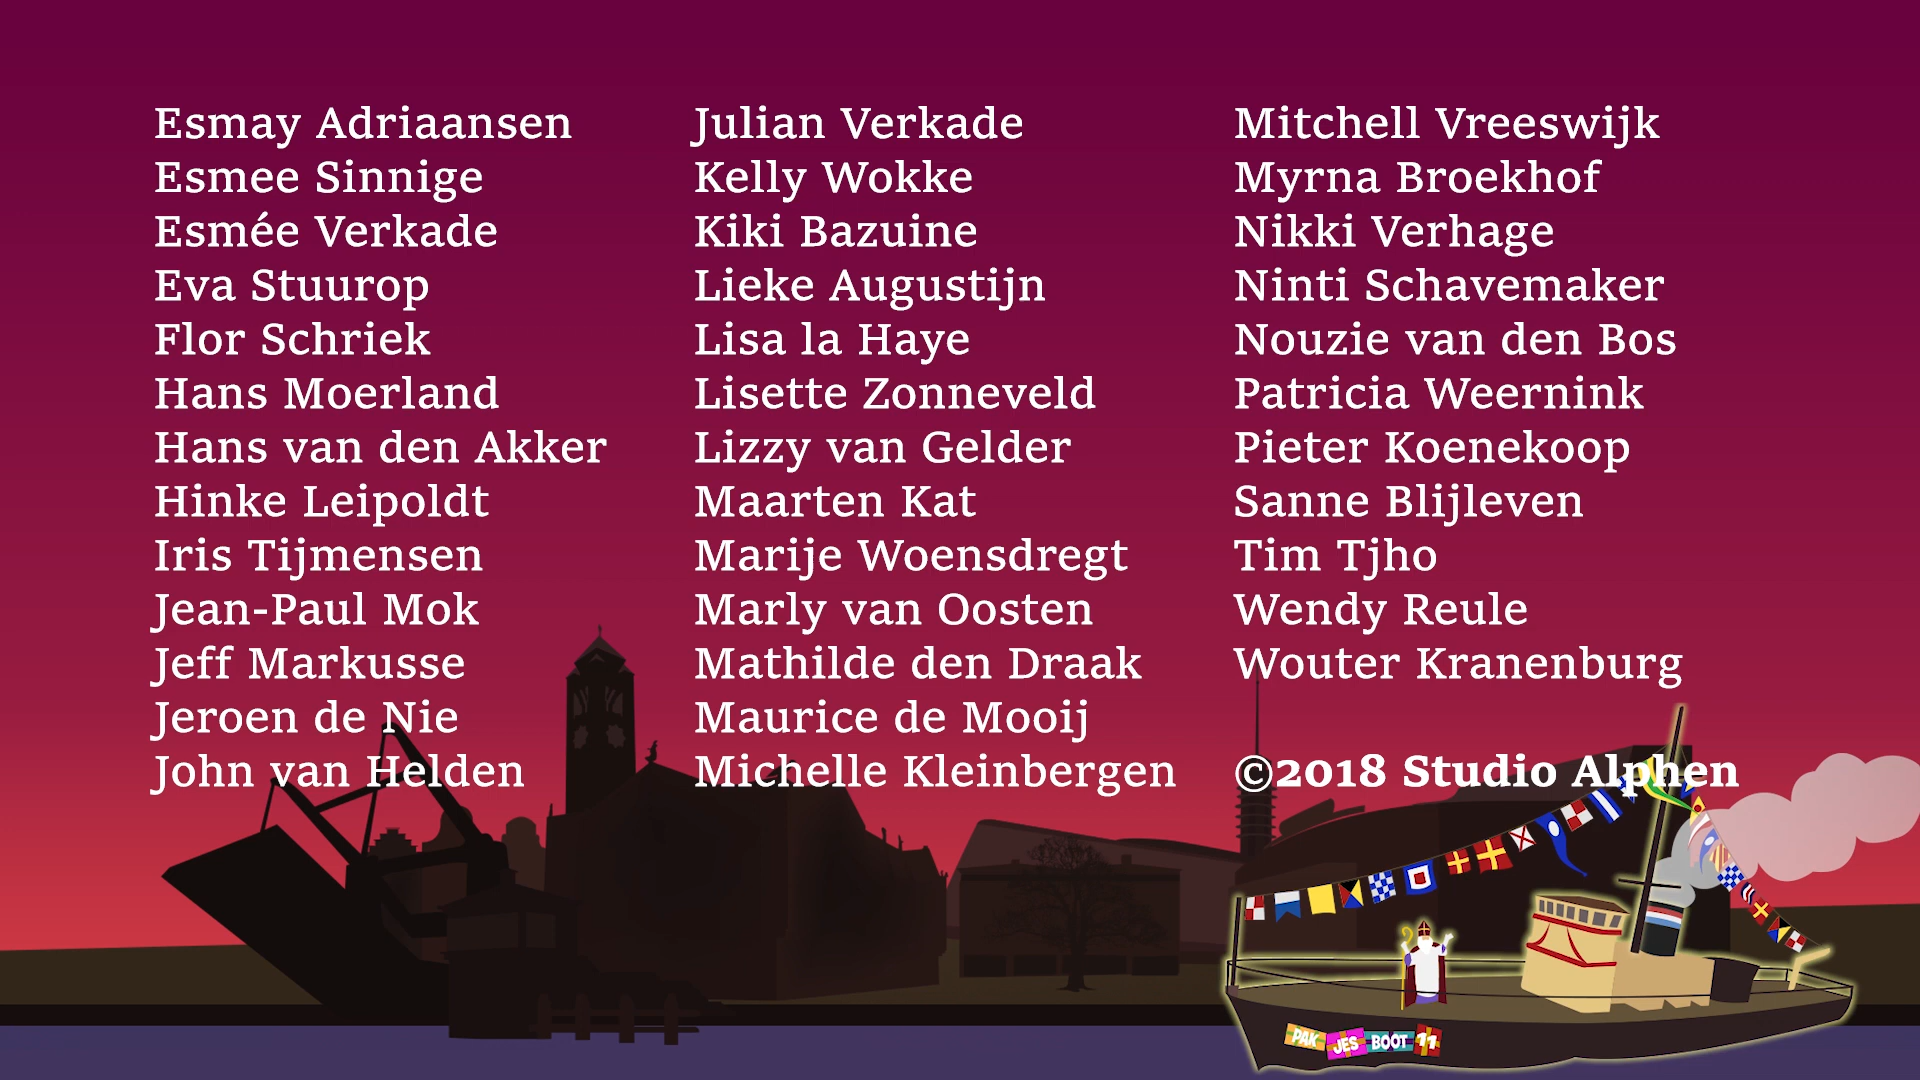 Esmay Adriaansen
Esmee Sinnige
Esmée Verkade
Eva Stuurop
Flor Schriek
Hans Moerland
Hans van den Akker
Hinke Leipoldt
Iris Tijmensen
Jean-Paul Mok
Jeff Markusse
Jeroen de Nie
John van Helden
Julian Verkade
Kelly Wokke
Kiki Bazuine
Lieke Augustijn
Lisa la Haye
Lisette Zonneveld
Lizzy van Gelder
Maarten Kat
Marije Woensdregt
Marly van Oosten
Mathilde den Draak
Maurice de Mooij
Michelle Kleinbergen
Mitchell Vreeswijk
Myrna Broekhof
Nikki Verhage
Ninti Schavemaker
Nouzie van den Bos
Patricia Weernink
Pieter Koenekoop
Sanne Blijleven
Tim Tjho
Wendy Reule
Wouter Kranenburg
©2018 Studio Alphen
PAK JES BOOT 11